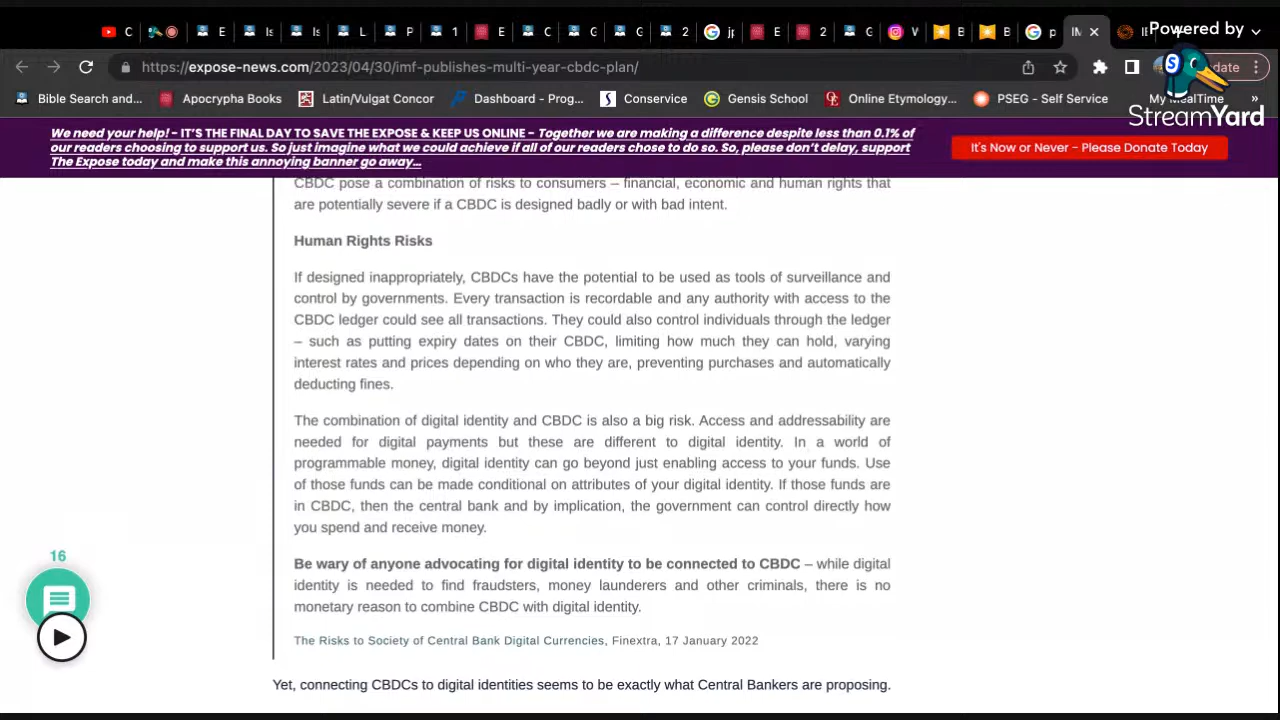 C E Is Is L P 1 E C G G 2 jp E 2 G V B B p IM
Powered by
https://expose-news.com/2023/04/30/imf-publishes-multi-year-cbdc-plan/
date
Bible Search and... Apocrypha Books Latin/Vulgat Concor Dashboard - Prog... Conservice Gensis School Online Etymology... PSEG - Self Service My MealTime »
StreamYard
We need your help! - IT'S THE FINAL DAY TO SAVE THE EXPOSE & KEEP US ONLINE - Together we are making a difference despite less than 0.1% of
our readers choosing to support us. So just imagine what we could achieve if all of our readers chose to do so. So, please don't delay, support
The Expose today and make this annoying banner go away...
It's Now or Never - Please Donate Today
CBDC pose a combination of risks to consumers – financial, economic and human rights that
are potentially severe if a CBDC is designed badly or with bad intent.
Human Rights Risks
If designed inappropriately, CBDCs have the potential to be used as tools of surveillance and
control by governments. Every transaction is recordable and any authority with access to the
CBDC ledger could see all transactions. They could also control individuals through the ledger
– such as putting expiry dates on their CBDC, limiting how much they can hold, varying
interest rates and prices depending on who they are, preventing purchases and automatically
deducting fines.
The combination of digital identity and CBDC is also a big risk. Access and addressability are
needed for digital payments but these are different to digital identity. In a world of
programmable money, digital identity can go beyond just enabling access to your funds. Use
of those funds can be made conditional on attributes of your digital identity. If those funds are
in CBDC, then the central bank and by implication, the government can control directly how
you spend and receive money.
16
Be wary of anyone advocating for digital identity to be connected to CBDC – while digital
identity is needed to find fraudsters, money launderers and other criminals, there is no
monetary reason to combine CBDC with digital identity.
The Risks to Society of Central Bank Digital Currencies, Finextra, 17 January 2022
Yet, connecting CBDCs to digital identities seems to be exactly what Central Bankers are proposing.